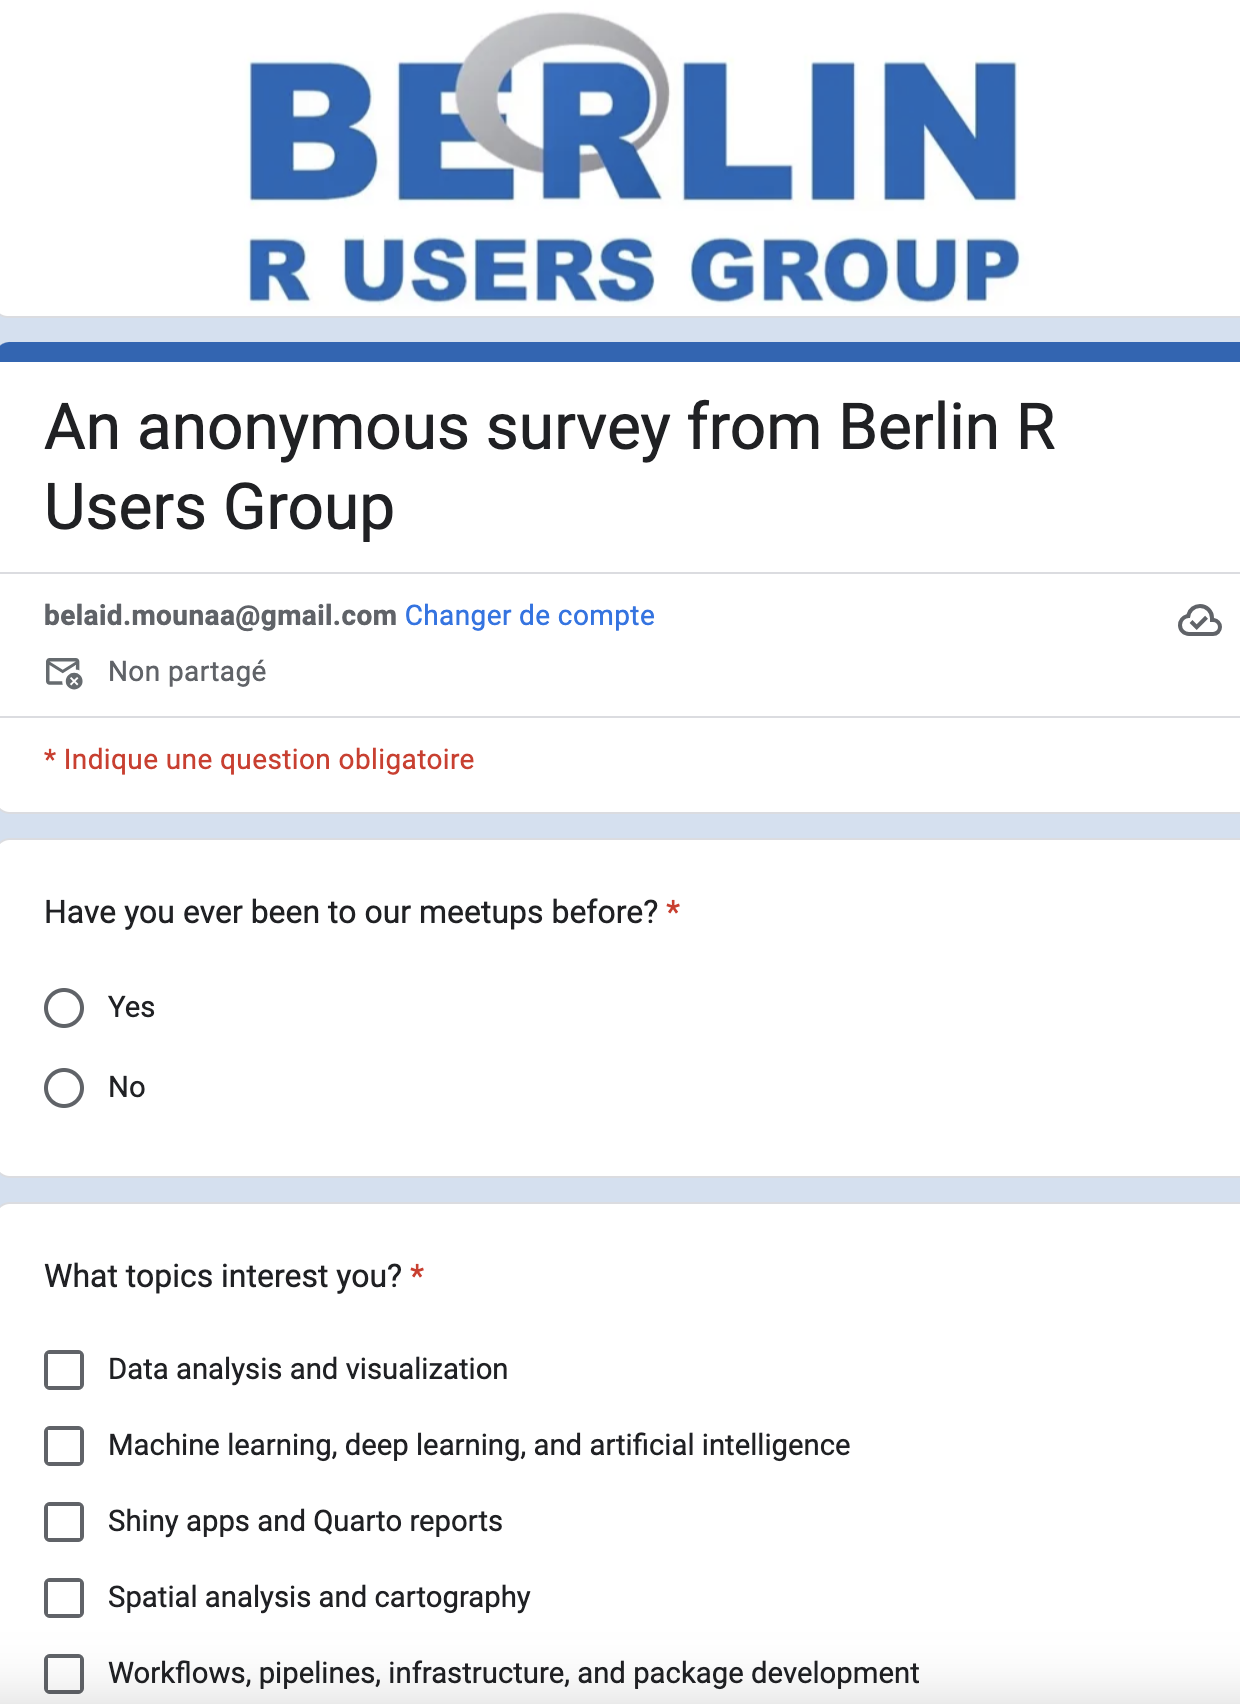 BERLIN
R USERS GROUP
An anonymous survey from Berlin R
Users Group
belaid.mounaa@gmail.com Changer de compte
Non partagé
* Indique une question obligatoire
Have you ever been to our meetups before? *
Yes
No
What topics interest you? *
Data analysis and visualization
Machine learning, deep learning, and artificial intelligence
Shiny apps and Quarto reports
Spatial analysis and cartography
Workflows, pipelines, infrastructure, and package development